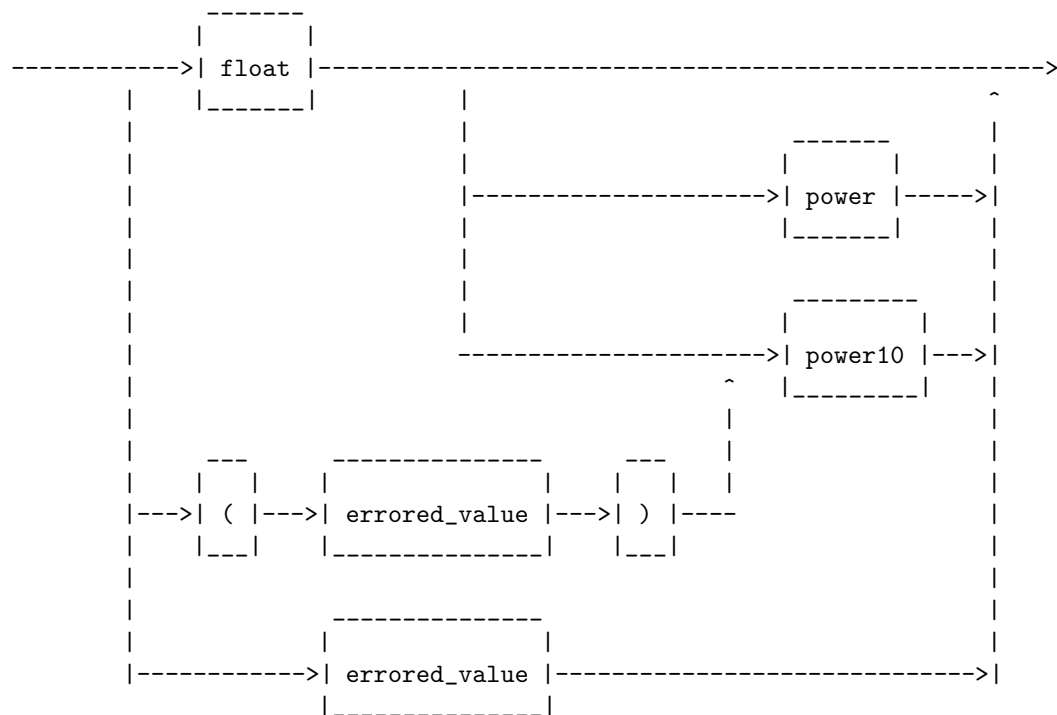 float
power
power10
( errored_value )
errored_value